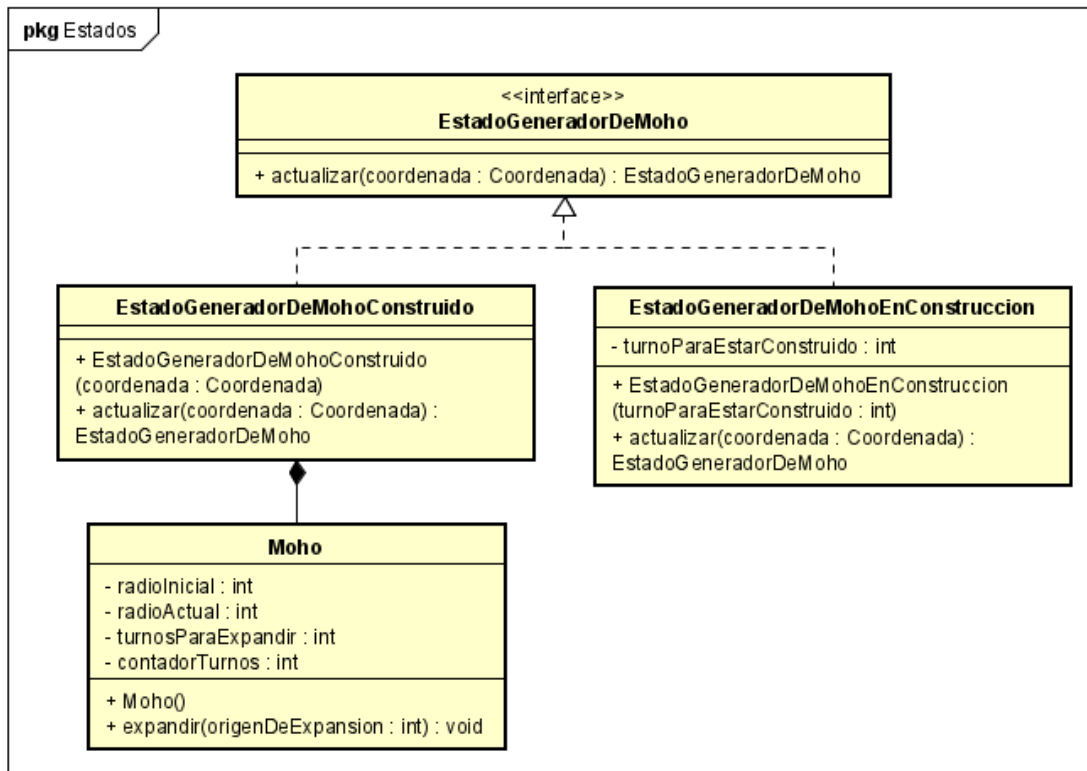 pkg Estados
<<interface>>
EstadoGeneradorDeMoho
+ actualizar(coordenada : Coordenada) : EstadoGeneradorDeMoho
EstadoGeneradorDeMohoConstruido
+ EstadoGeneradorDeMohoConstruido
(coordenada : Coordenada)
+ actualizar(coordenada : Coordenada) :
EstadoGeneradorDeMoho
EstadoGeneradorDeMohoEnConstruccion
- turnoParaEstarConstruido : int
+ EstadoGeneradorDeMohoEnConstruccion
(turnoParaEstarConstruido : int)
+ actualizar(coordenada : Coordenada) :
EstadoGeneradorDeMoho
Moho
- radioInicial : int
- radioActual : int
- turnosParaExpandir : int
- contadorTurnos : int
+ Moho()
+ expandir(origenDeExpansion : int) : void